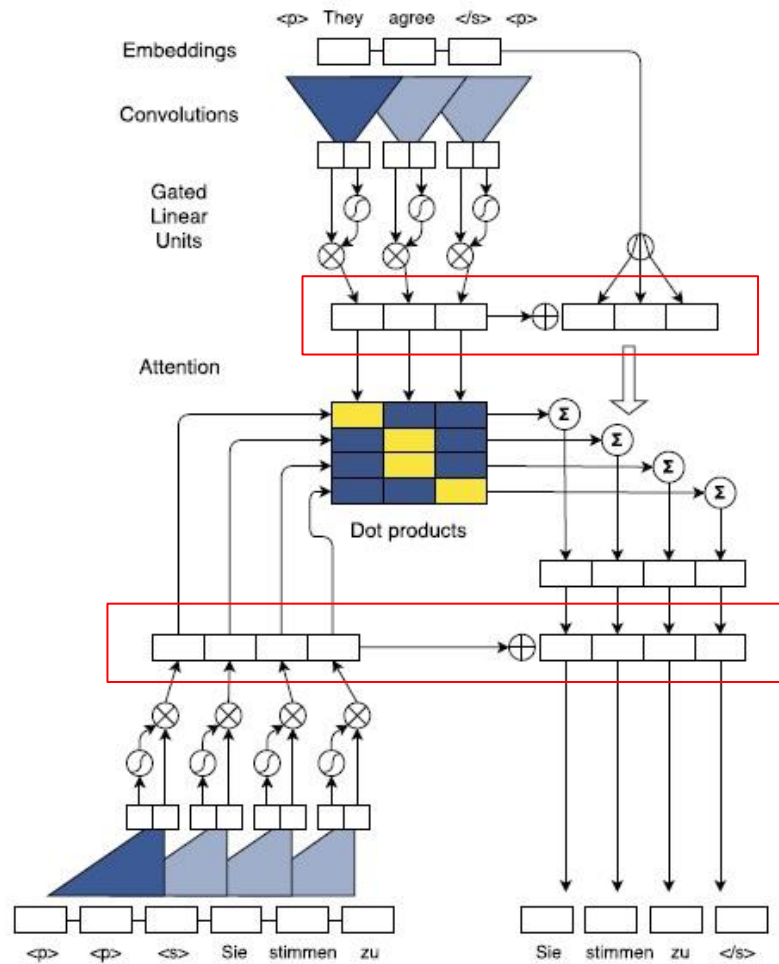 <p> They agree </s> <p>
Embeddings
Convolutions
Gated
Linear
Units
Attention
Σ
Σ
Σ
Σ
Dot products
<p> <p> <s> Sie stimmen zu
Sie stimmen zu </s>